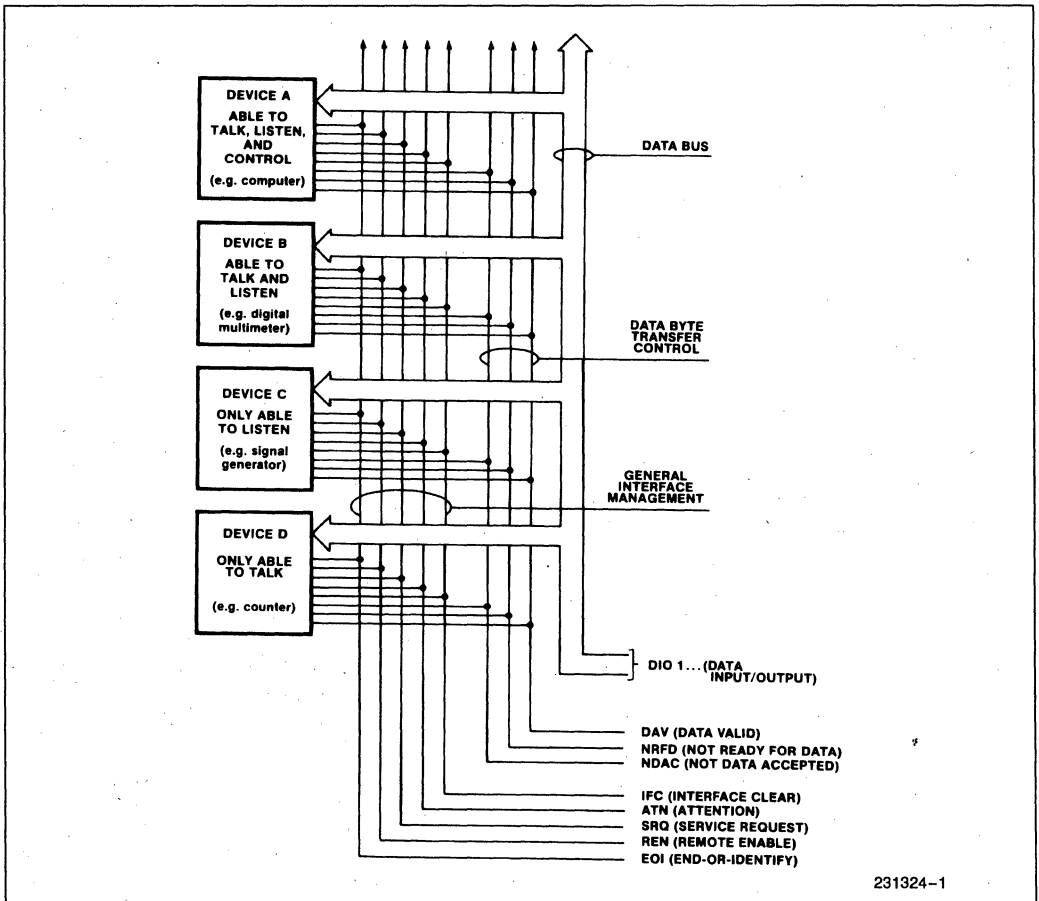 DEVICE A
ABLE TO
TALK, LISTEN,
AND
CONTROL
(e.g. computer)
DATA BUS
DEVICE B
ABLE TO
TALK AND
LISTEN
(e.g. digital
multimeter)
DATA BYTE
TRANSFER
CONTROL
DEVICE C
ONLY ABLE
TO LISTEN
(e.g. signal
generator)
GENERAL
INTERFACE
MANAGEMENT
DEVICE D
ONLY ABLE
TO TALK
(e.g. counter)
DIO 1...(DATA
INPUT/OUTPUT)
DAV (DATA VALID)
NRFD (NOT READY FOR DATA)
NDAC (NOT DATA ACCEPTED)
IFC (INTERFACE CLEAR)
ATN (ATTENTION)
SRQ (SERVICE REQUEST)
REN (REMOTE ENABLE)
EOI (END-OR-IDENTIFY)
231324–1